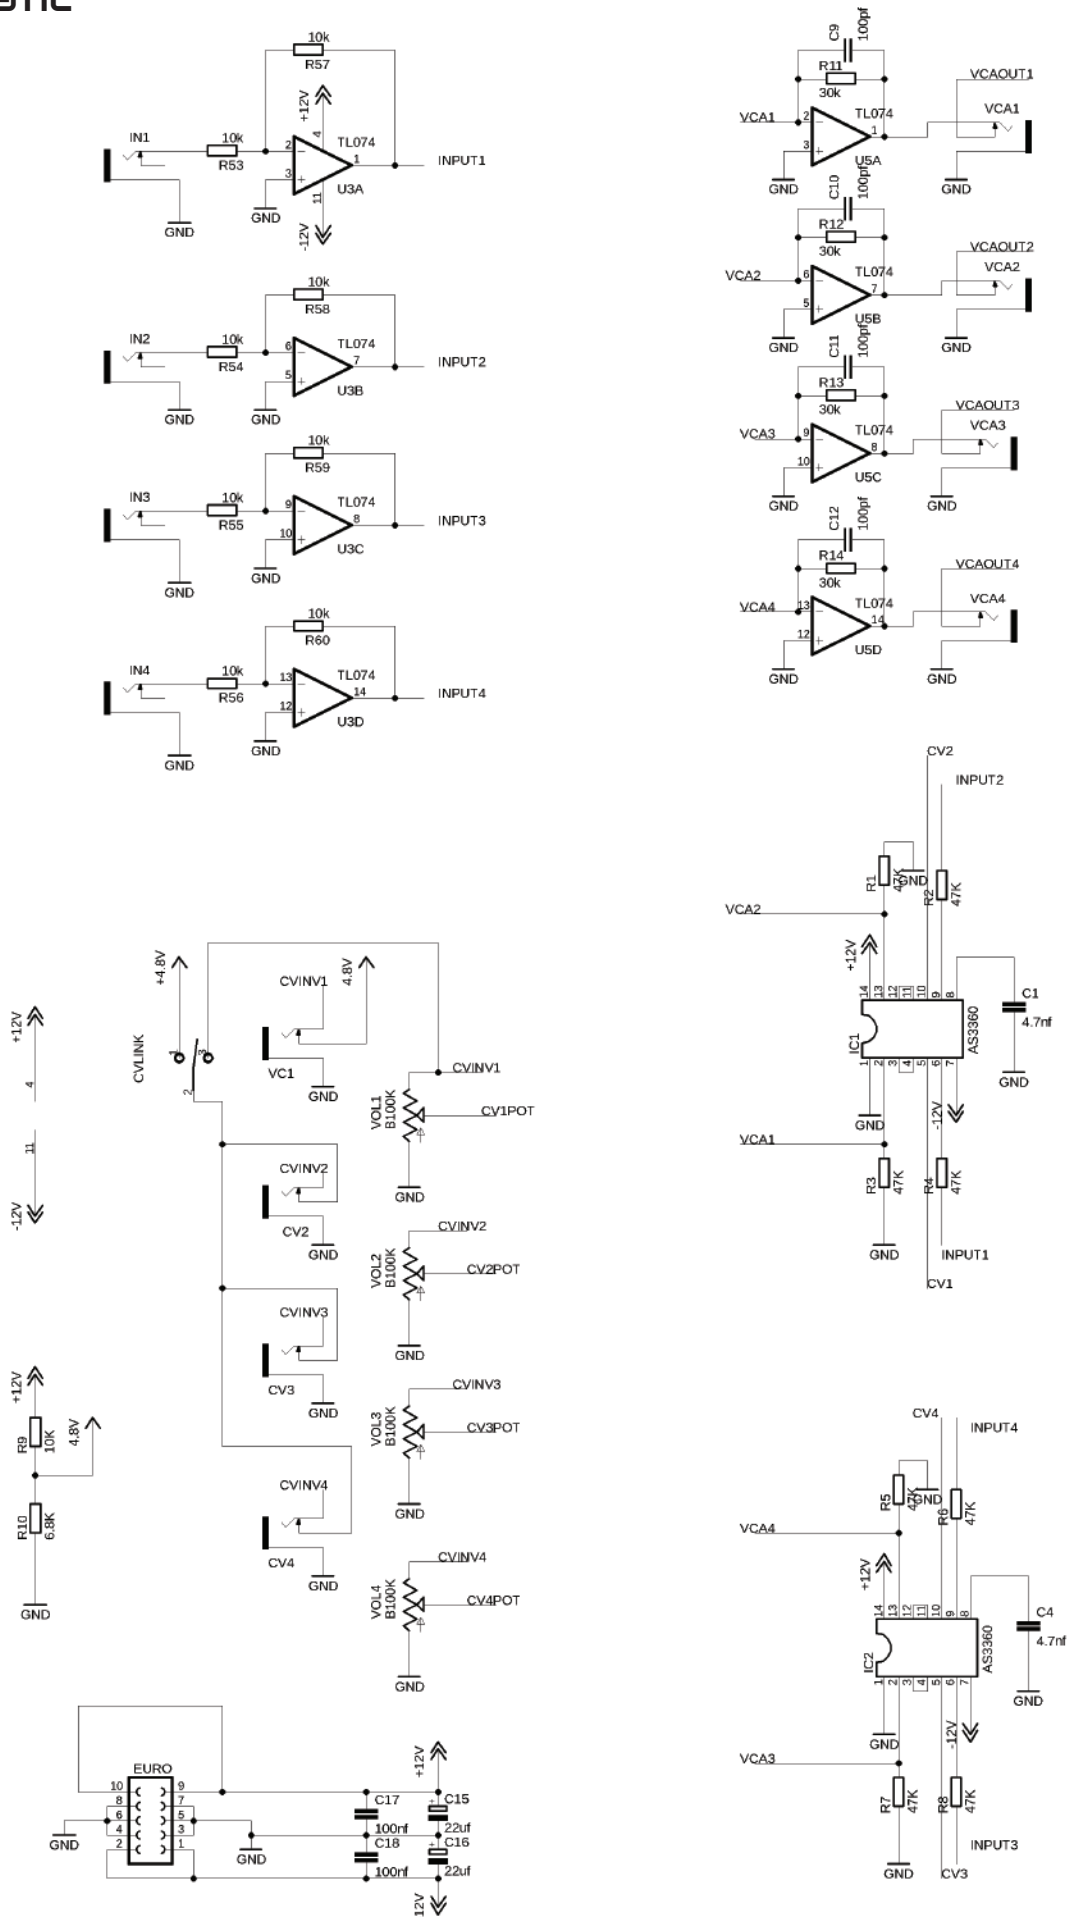 10k
R57
+12V
4
IN1
10k
R53
2
3
TL074
1
INPUT1
U3A
11
-12V
GND
GND
10k
R58
IN2
10k
R54
6
5
TL074
7
INPUT2
U3B
GND
GND
10k
R59
IN3
10k
R55
9
10
TL074
8
INPUT3
U3C
GND
GND
10k
R60
IN4
10k
R56
13
12
TL074
14
INPUT4
U3D
GND
GND
C9
100pf
R11
30k
VCA1
2
3
TL074
1
U5A
VCAOUT1
VCA1
GND
GND
C10
100pf
R12
30k
VCA2
6
5
TL074
7
U5B
VCAOUT2
VCA2
GND
GND
C11
100pf
R13
30k
VCA3
9
10
TL074
8
U5C
VCAOUT3
VCA3
GND
GND
C12
100pf
R14
30k
VCA4
13
12
TL074
14
U5D
VCAOUT4
VCA4
GND
GND
CV2
INPUT2
R1
47K
GND
R2
47K
VCA2
+12V
14
13
12
11
10
9
8
C1
4.7nf
GND
IC1
AS3360
1
2
3
4
5
6
7
GND
-12V
VCA1
R3
47K
R4
47K
GND
INPUT1
CV1
+12V
4
11
-12V
+4.8V
CVLINK
1
3
2
CVINV1
4.8V
VC1
GND
CVINV1
VOL1
B100K
CV1POT
GND
CVINV2
CV2
GND
CVINV2
VOL2
B100K
CV2POT
GND
CVINV3
CV3
GND
CVINV3
VOL3
B100K
CV3POT
GND
CVINV4
CV4
GND
CVINV4
VOL4
B100K
CV4POT
GND
+12V
R9
10K
4.8V
R10
6.8K
GND
CV4
INPUT4
R5
47K
GND
R6
47K
VCA4
+12V
14
13
12
11
10
9
8
C4
4.7nf
GND
IC2
AS3360
1
2
3
4
5
6
7
GND
-12V
VCA3
R7
47K
R8
47K
GND
INPUT3
CV3
EURO
10
9
8
7
6
5
4
3
2
1
GND
GND
+12V
C17
100nf
C15
+
22uf
C18
100nf
C16
+
22uf
12V